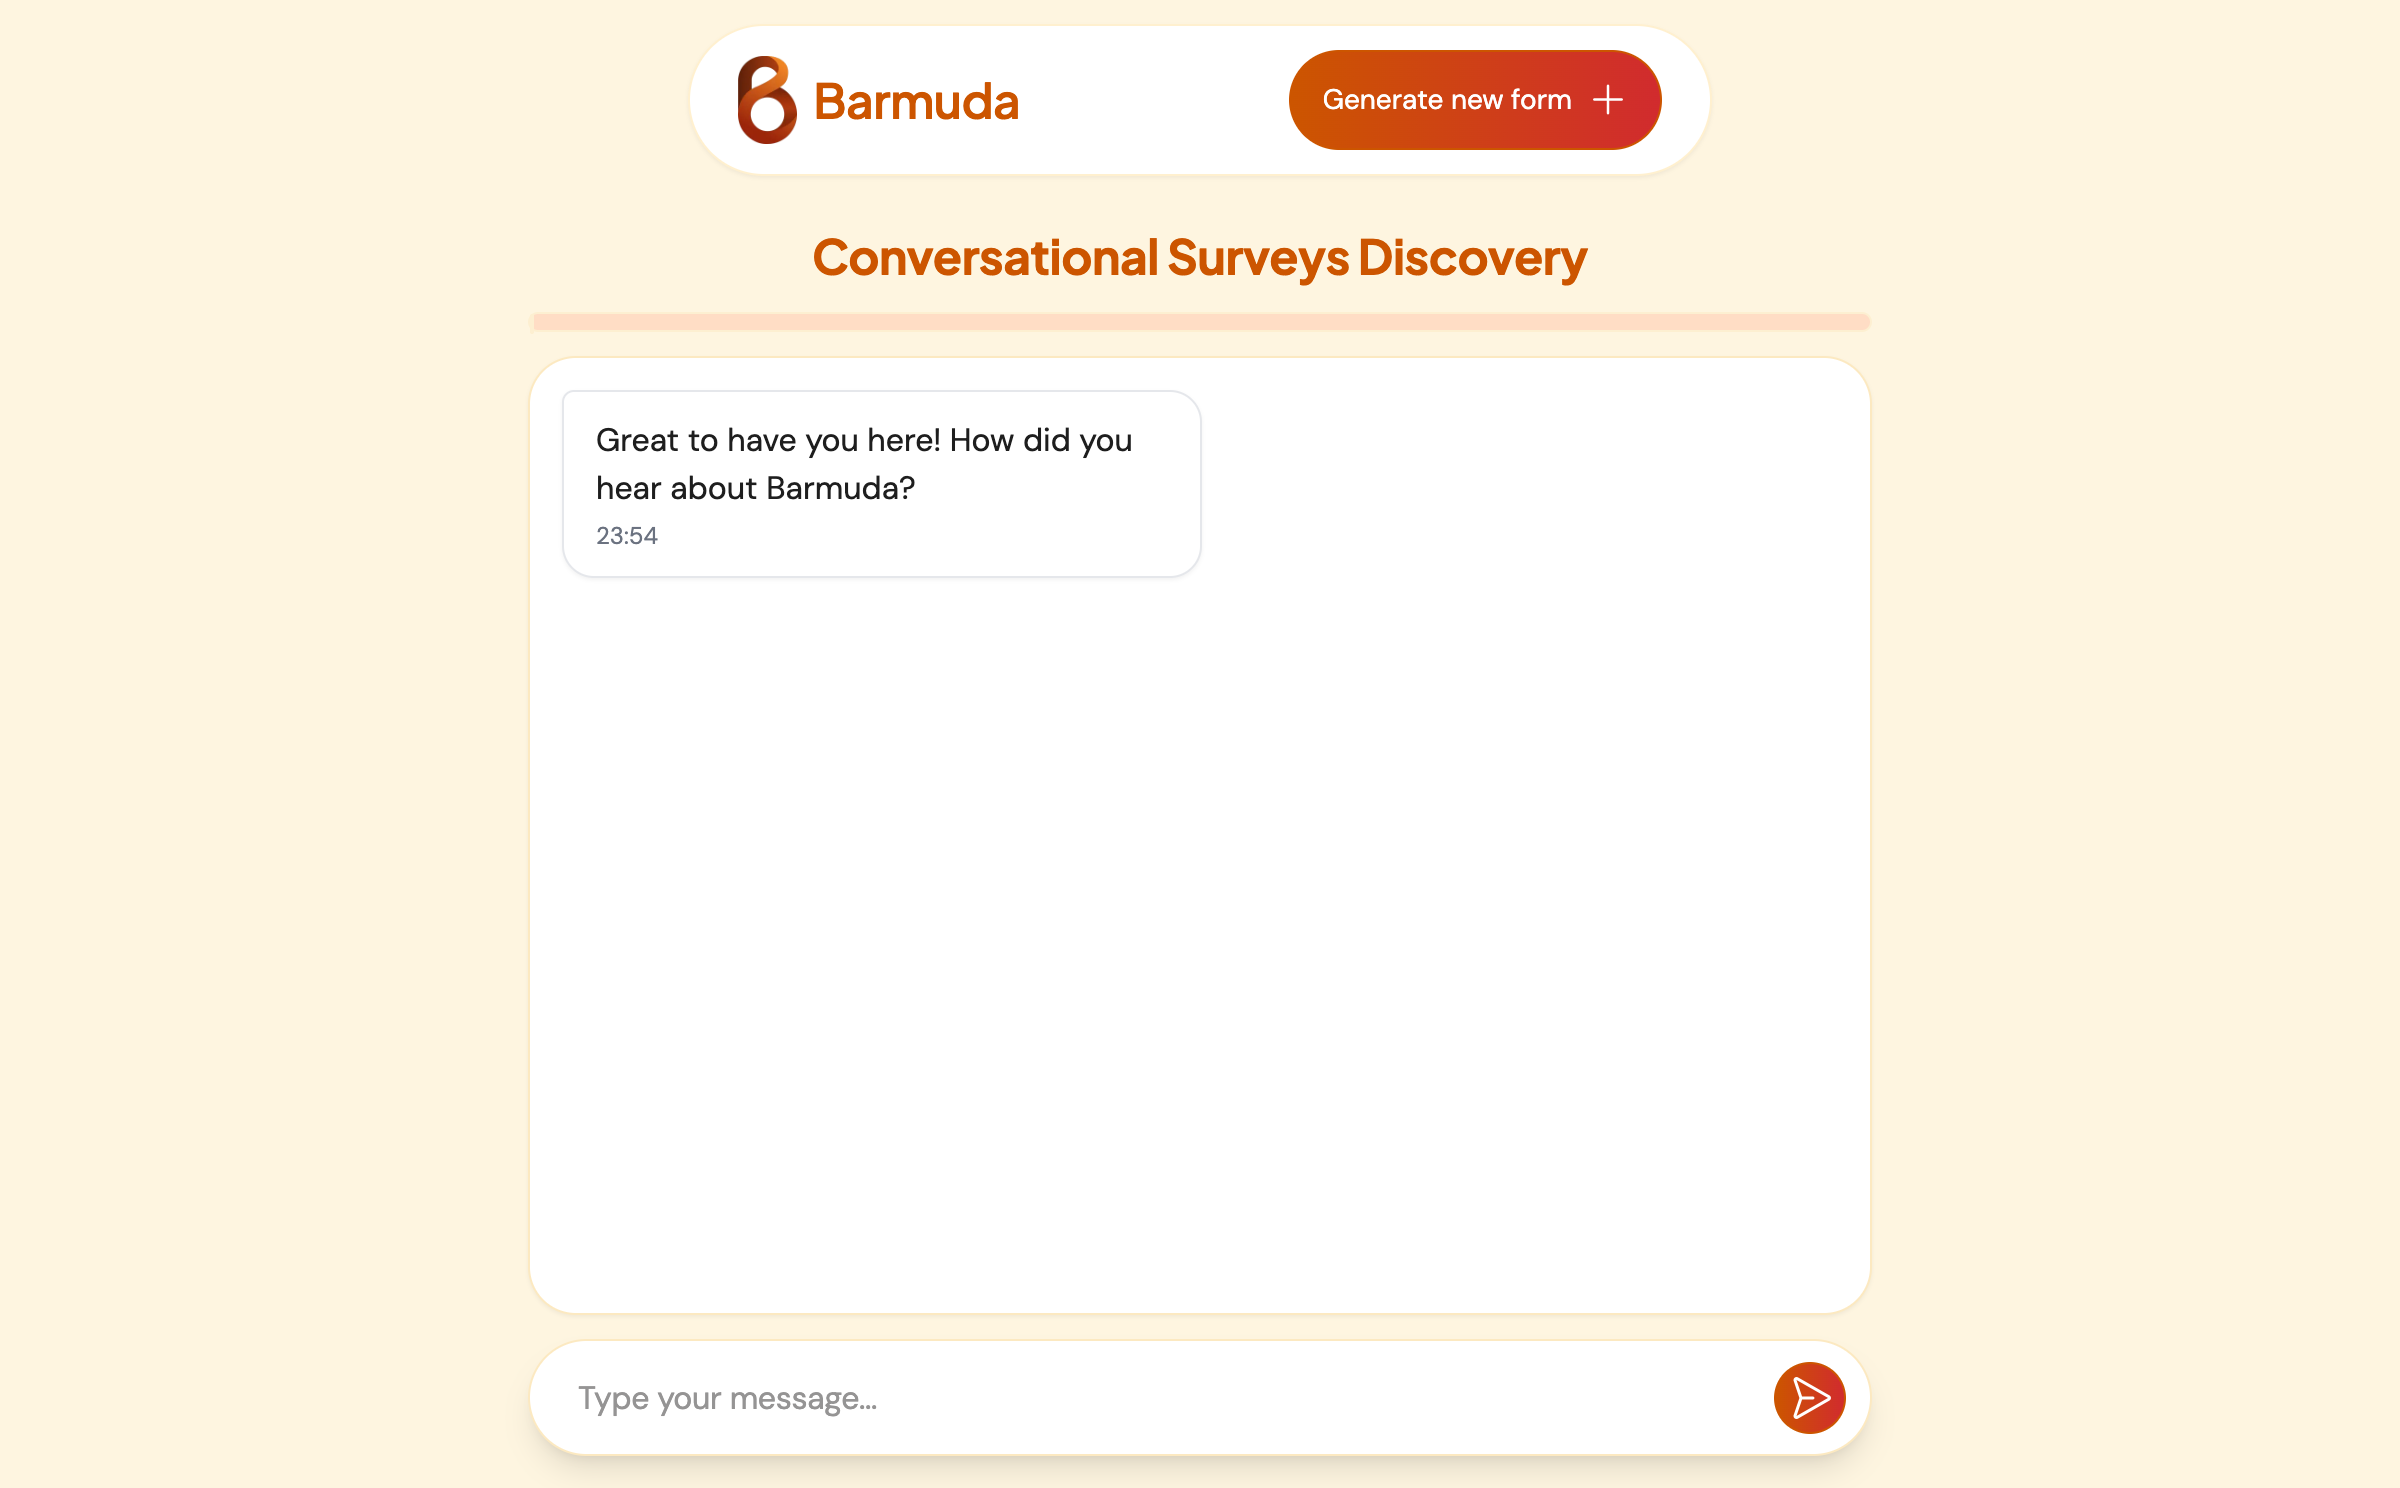 Barmuda
Generate new form
Conversational Surveys Discovery
Great to have you here! How did you
hear about Barmuda?
23:54
Type your message...